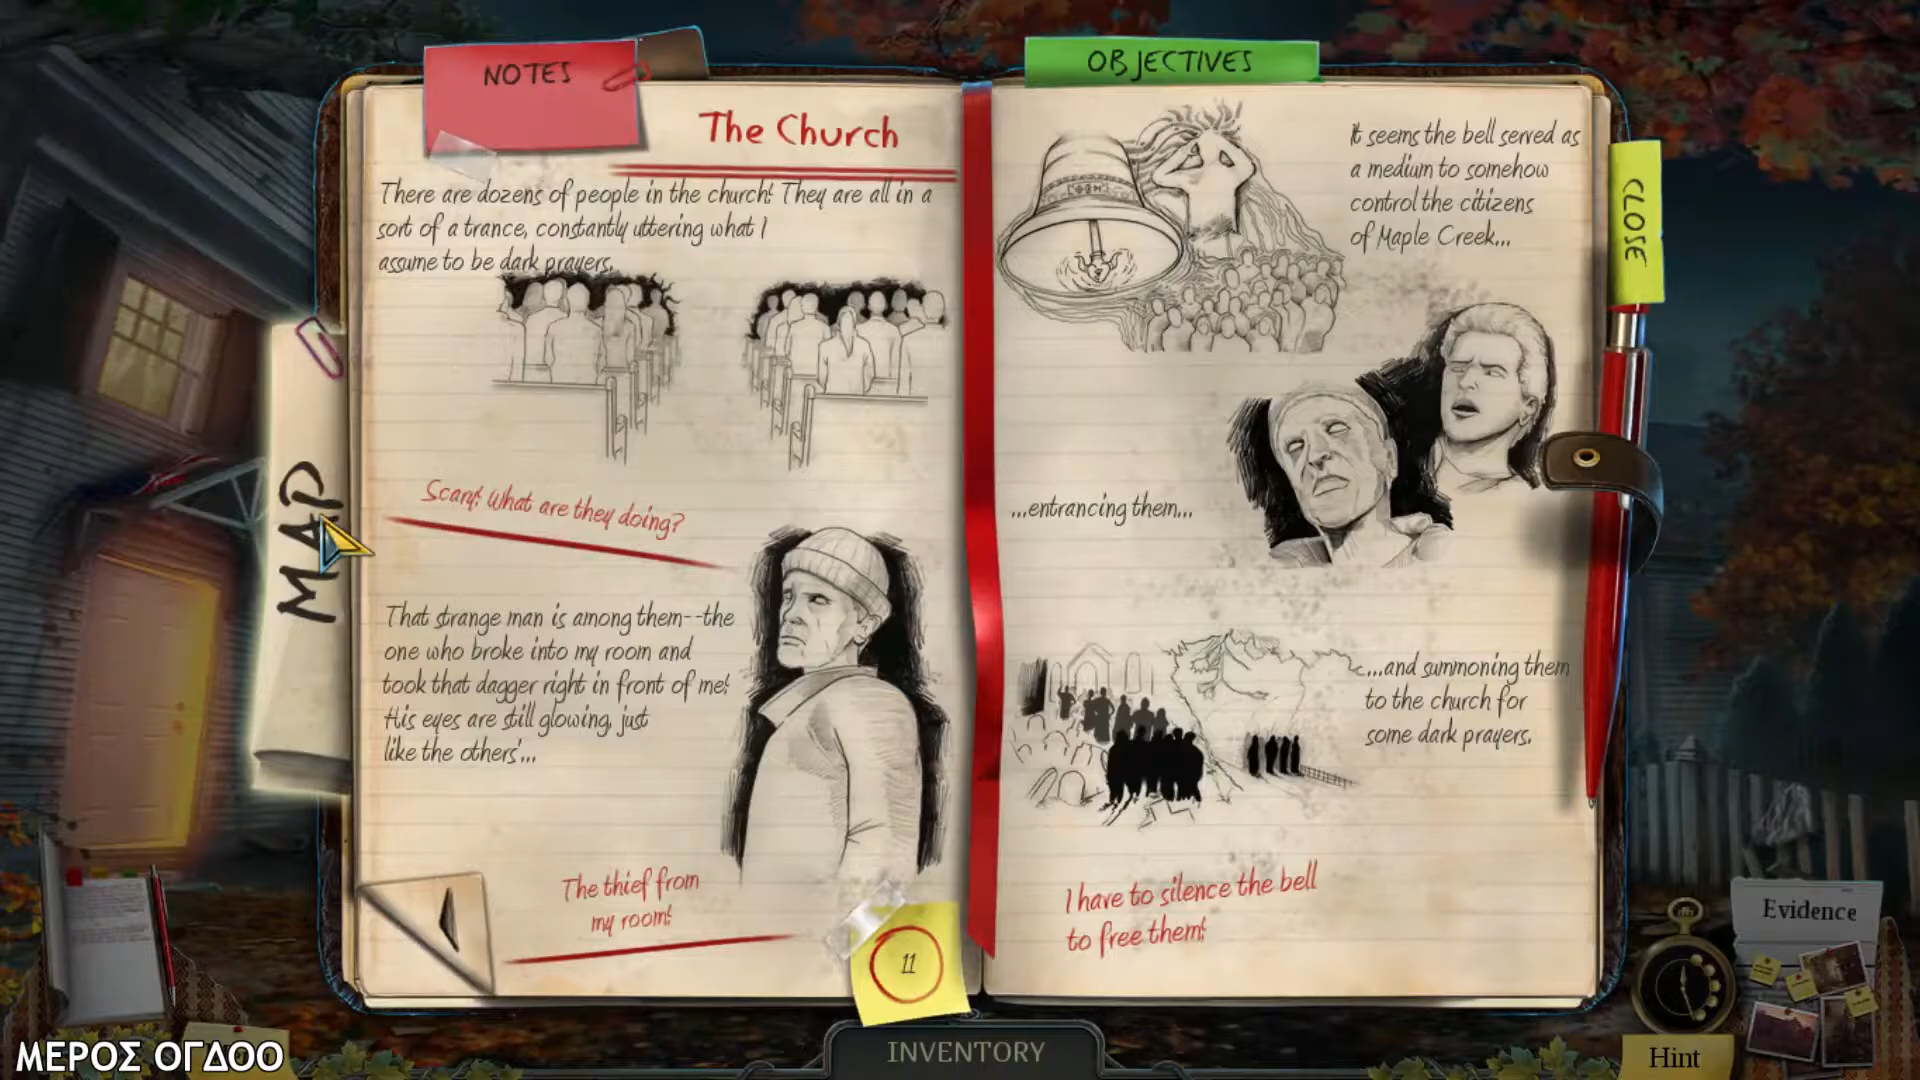 NOTES
OBJECTIVES
The Church
There are dozens of people in the church! They are all in a
sort of a trance, constantly uttering what I
assume to be dark prayers.
Scary! What are they doing?
That strange man is among them--the
one who broke into my room and
took that dagger right in front of me!
His eyes are still glowing, just
like the others'...
The thief from
my room!
11
It seems the bell served as
a medium to somehow
control the citizens
of Maple Creek...
...entrancing them...
...and summoning them
to the church for
some dark prayers.
I have to silence the bell
to free them!
CLOSE
MAP
INVENTORY
Evidence
Hint
ΜΕΡΟΣ ΟΓΔΟΟ